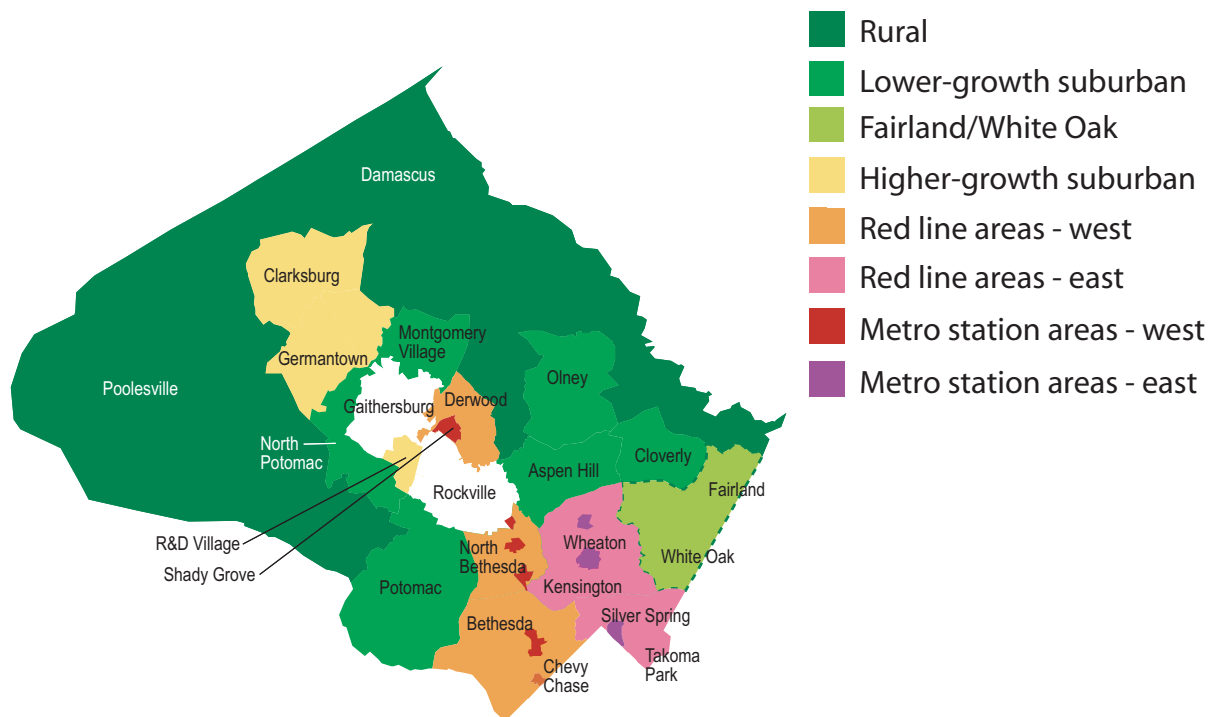 Rural
Lower-growth suburban
Fairland/White Oak
Higher-growth suburban
Red line areas - west
Red line areas - east
Metro station areas - west
Metro station areas - east
Damascus
Clarksburg
Montgomery
Village
Germantown
Olney
Poolesville
Gaithersburg
Derwood
North
Potomac
Aspen Hill
Cloverly
Rockville
Fairland
R&D Village
North
Bethesda
Wheaton
White Oak
Shady Grove
Potomac
Kensington
Bethesda
Silver Spring
Takoma
Park
Chevy
Chase